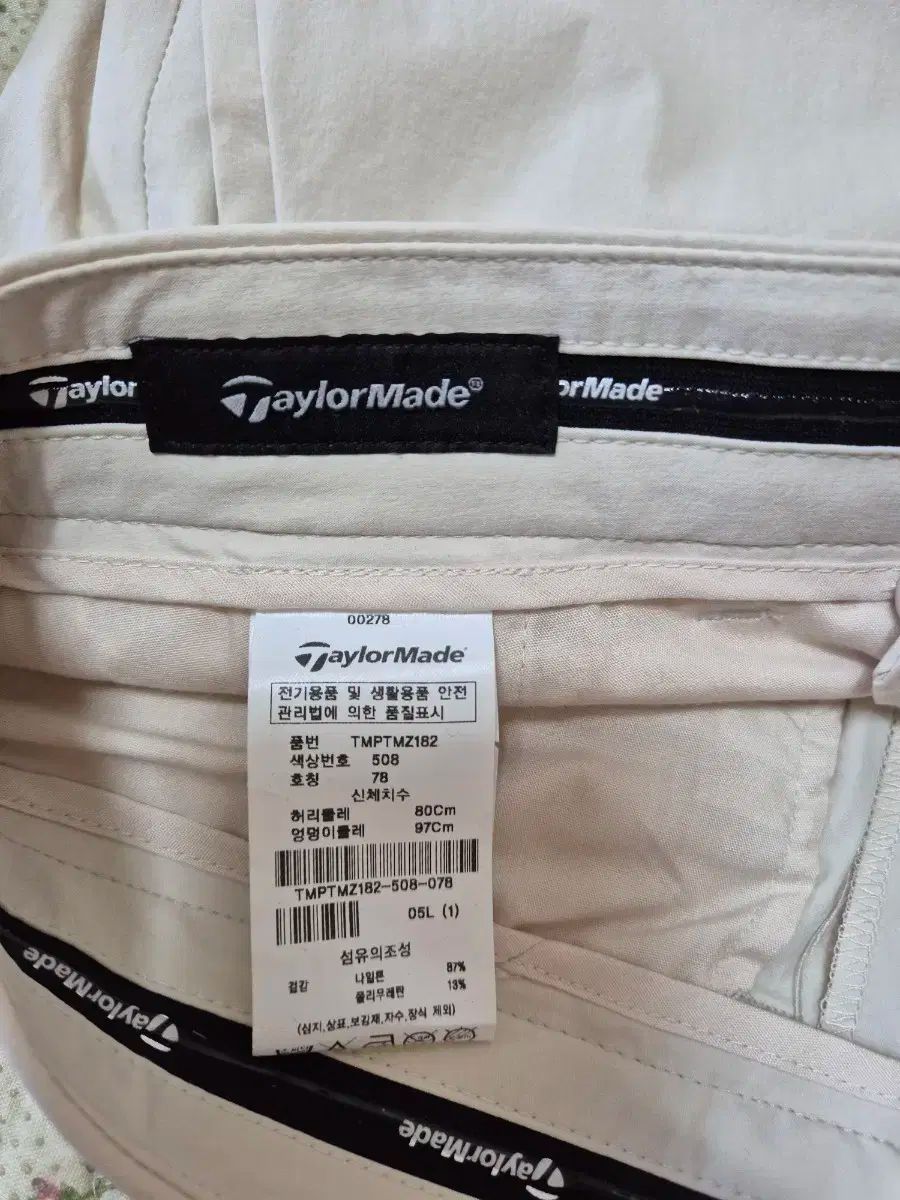 TaylorMade
TaylorMade®
orMade
00278
TaylorMade
전기용품 및 생활용품 안전
관리법에 의한 품질표시
품번 TMPTMZ182
색상번호 508
호칭 78
신체치수
허리둘레 80Cm
엉덩이둘레 97Cm
TMPTMZ182-508-078
05L (1)
섬유의조성
겉감 나일론 87%
폴리우레탄 13%
(심지,상표,보김재,자수,장식 제외)
TaylorMade
TaylorMade